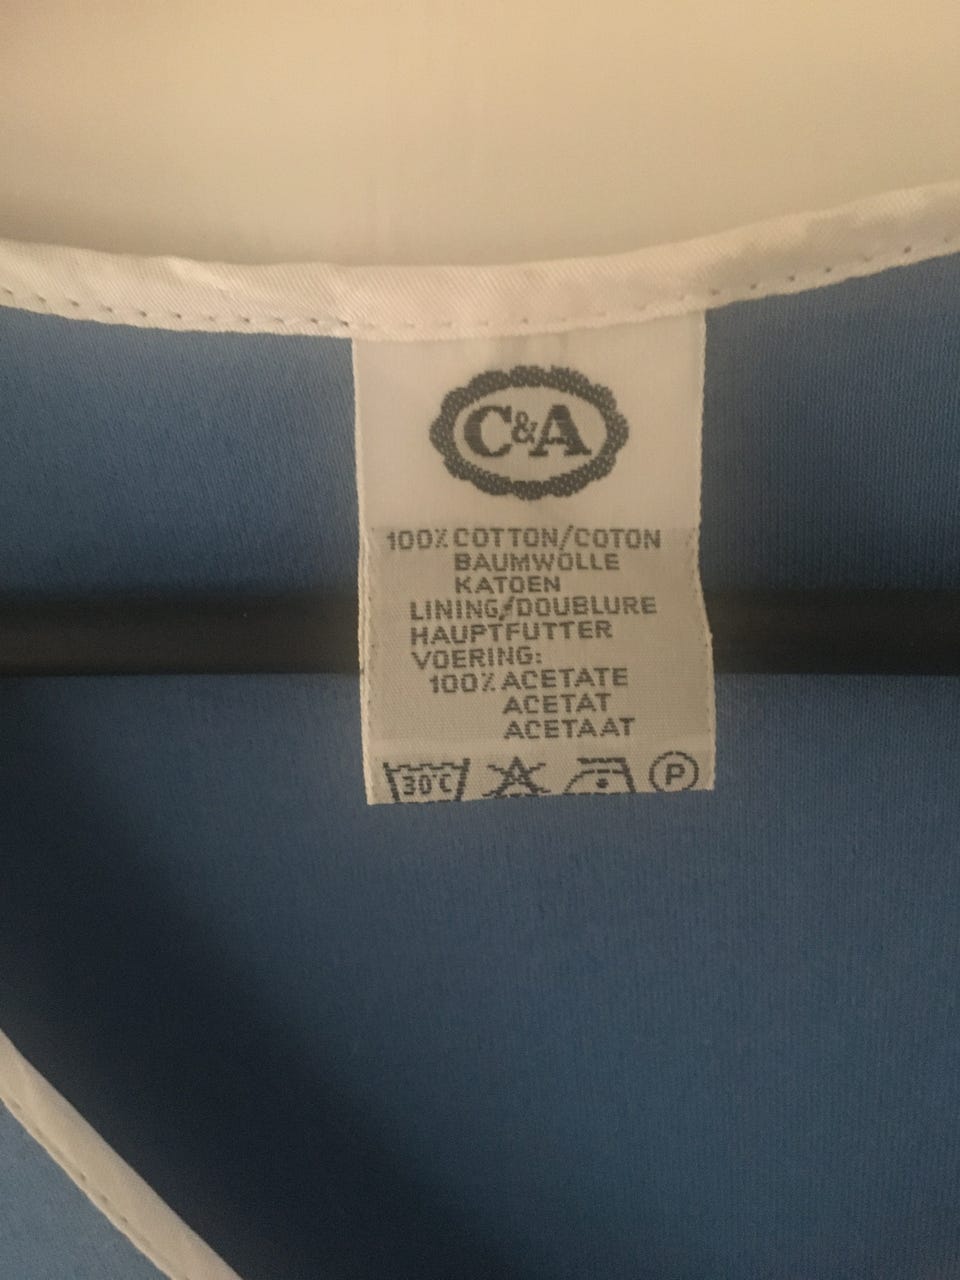 C&A
100% COTTON/COTON
BAUMWOLLE
KATOEN
LINING/DOUBLURE
HAUPTFUTTER
VOERING:
100% ACETATE
ACETAT
ACETAAT
30°C A P